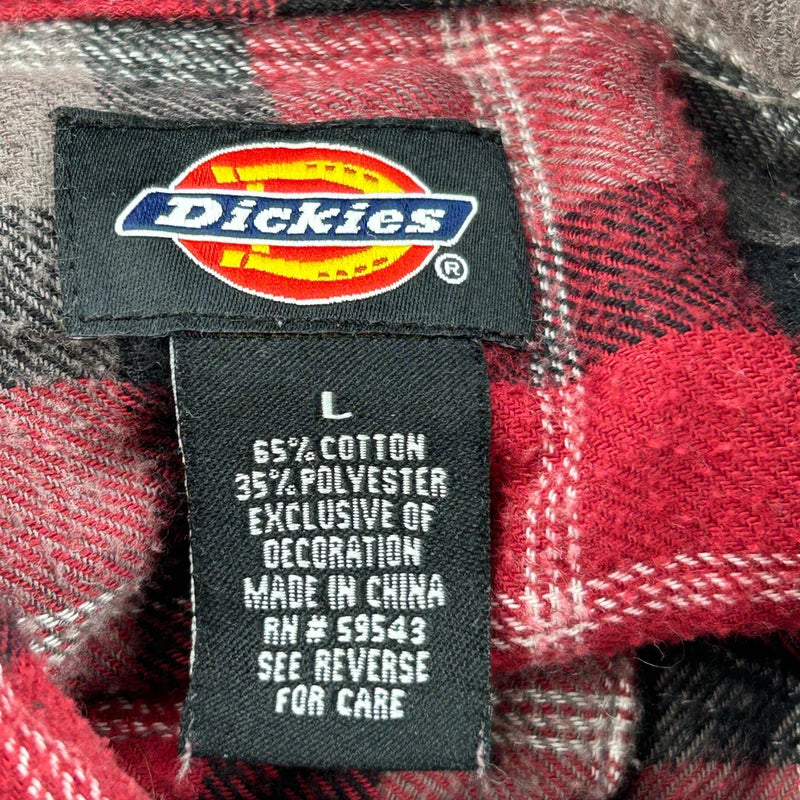 Dickies
®
L
65% COTTON
35% POLYESTER
EXCLUSIVE OF
DECORATION
MADE IN CHINA
RN # 59543
SEE REVERSE
FOR CARE